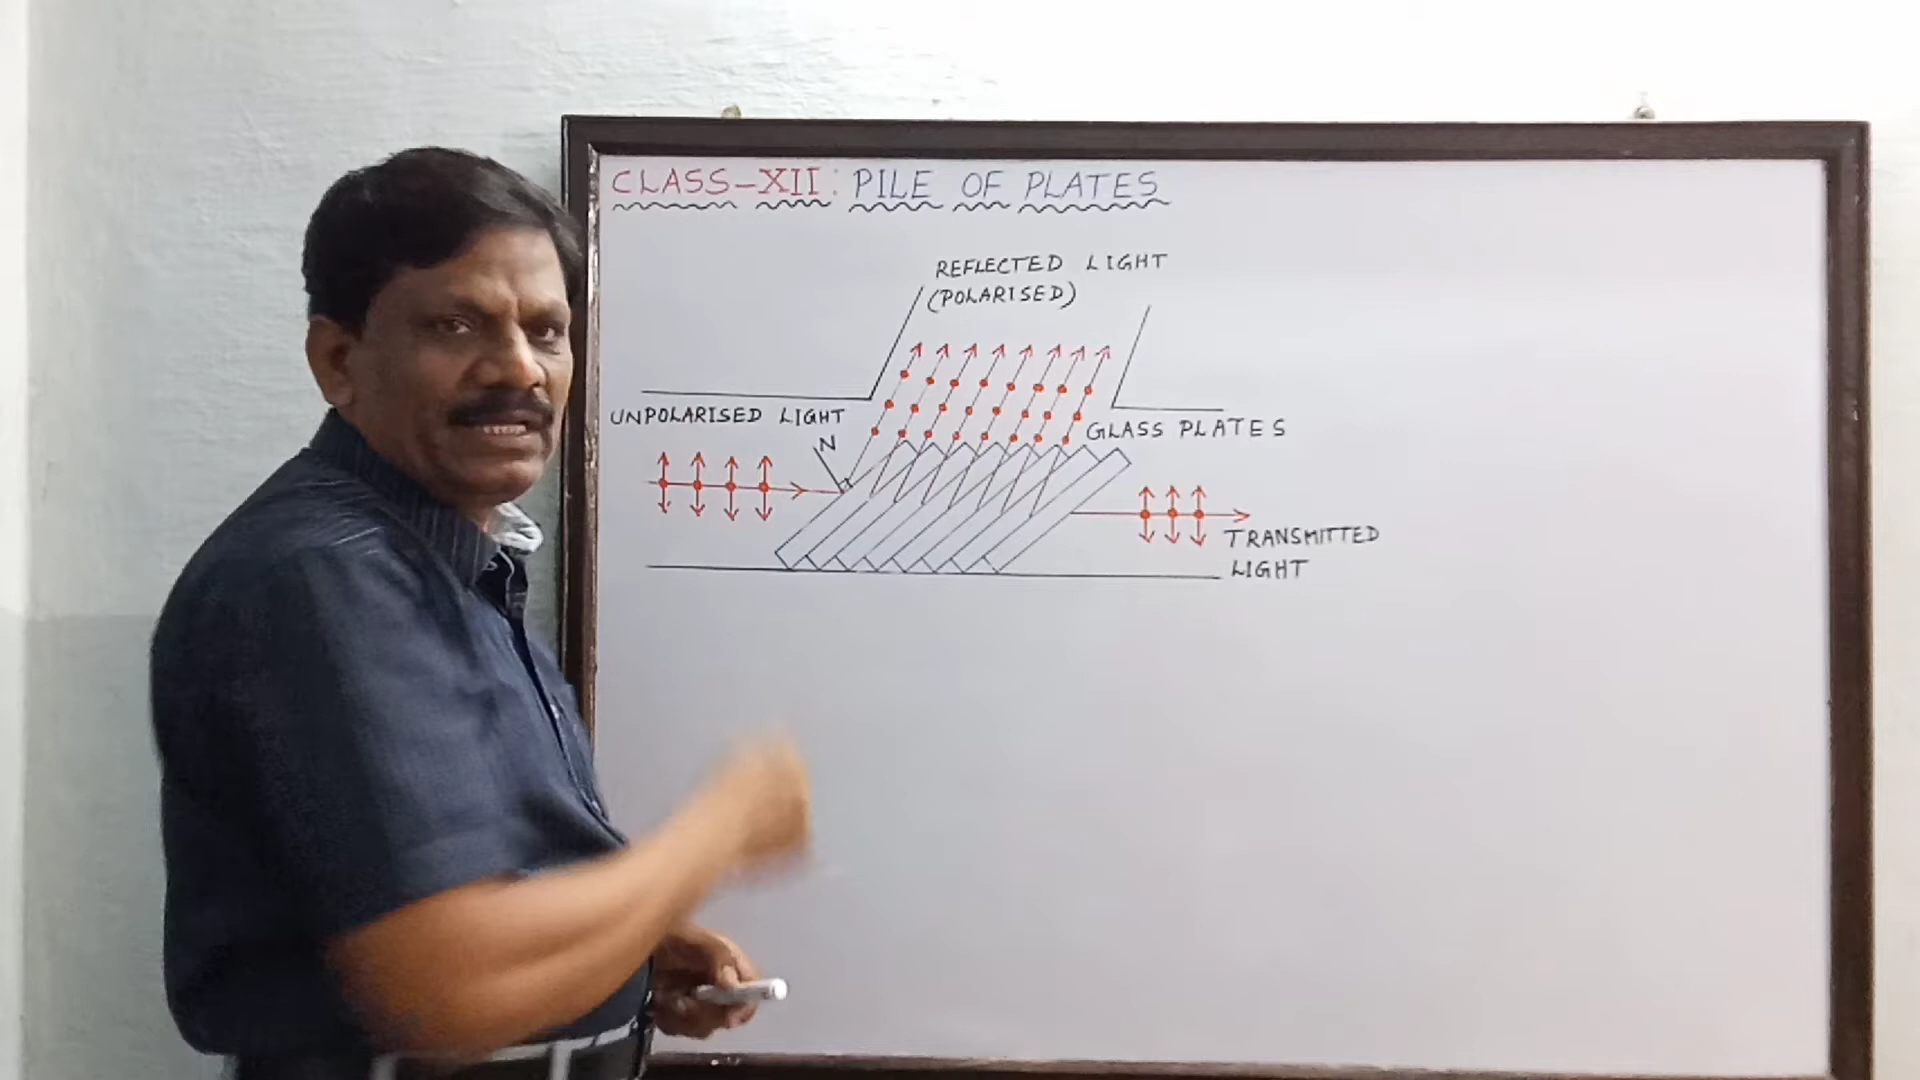 CLASS-XII: PILE OF PLATES
REFLECTED LIGHT
(POLARISED)
UNPOLARISED LIGHT
N
GLASS PLATES
TRANSMITTED
LIGHT